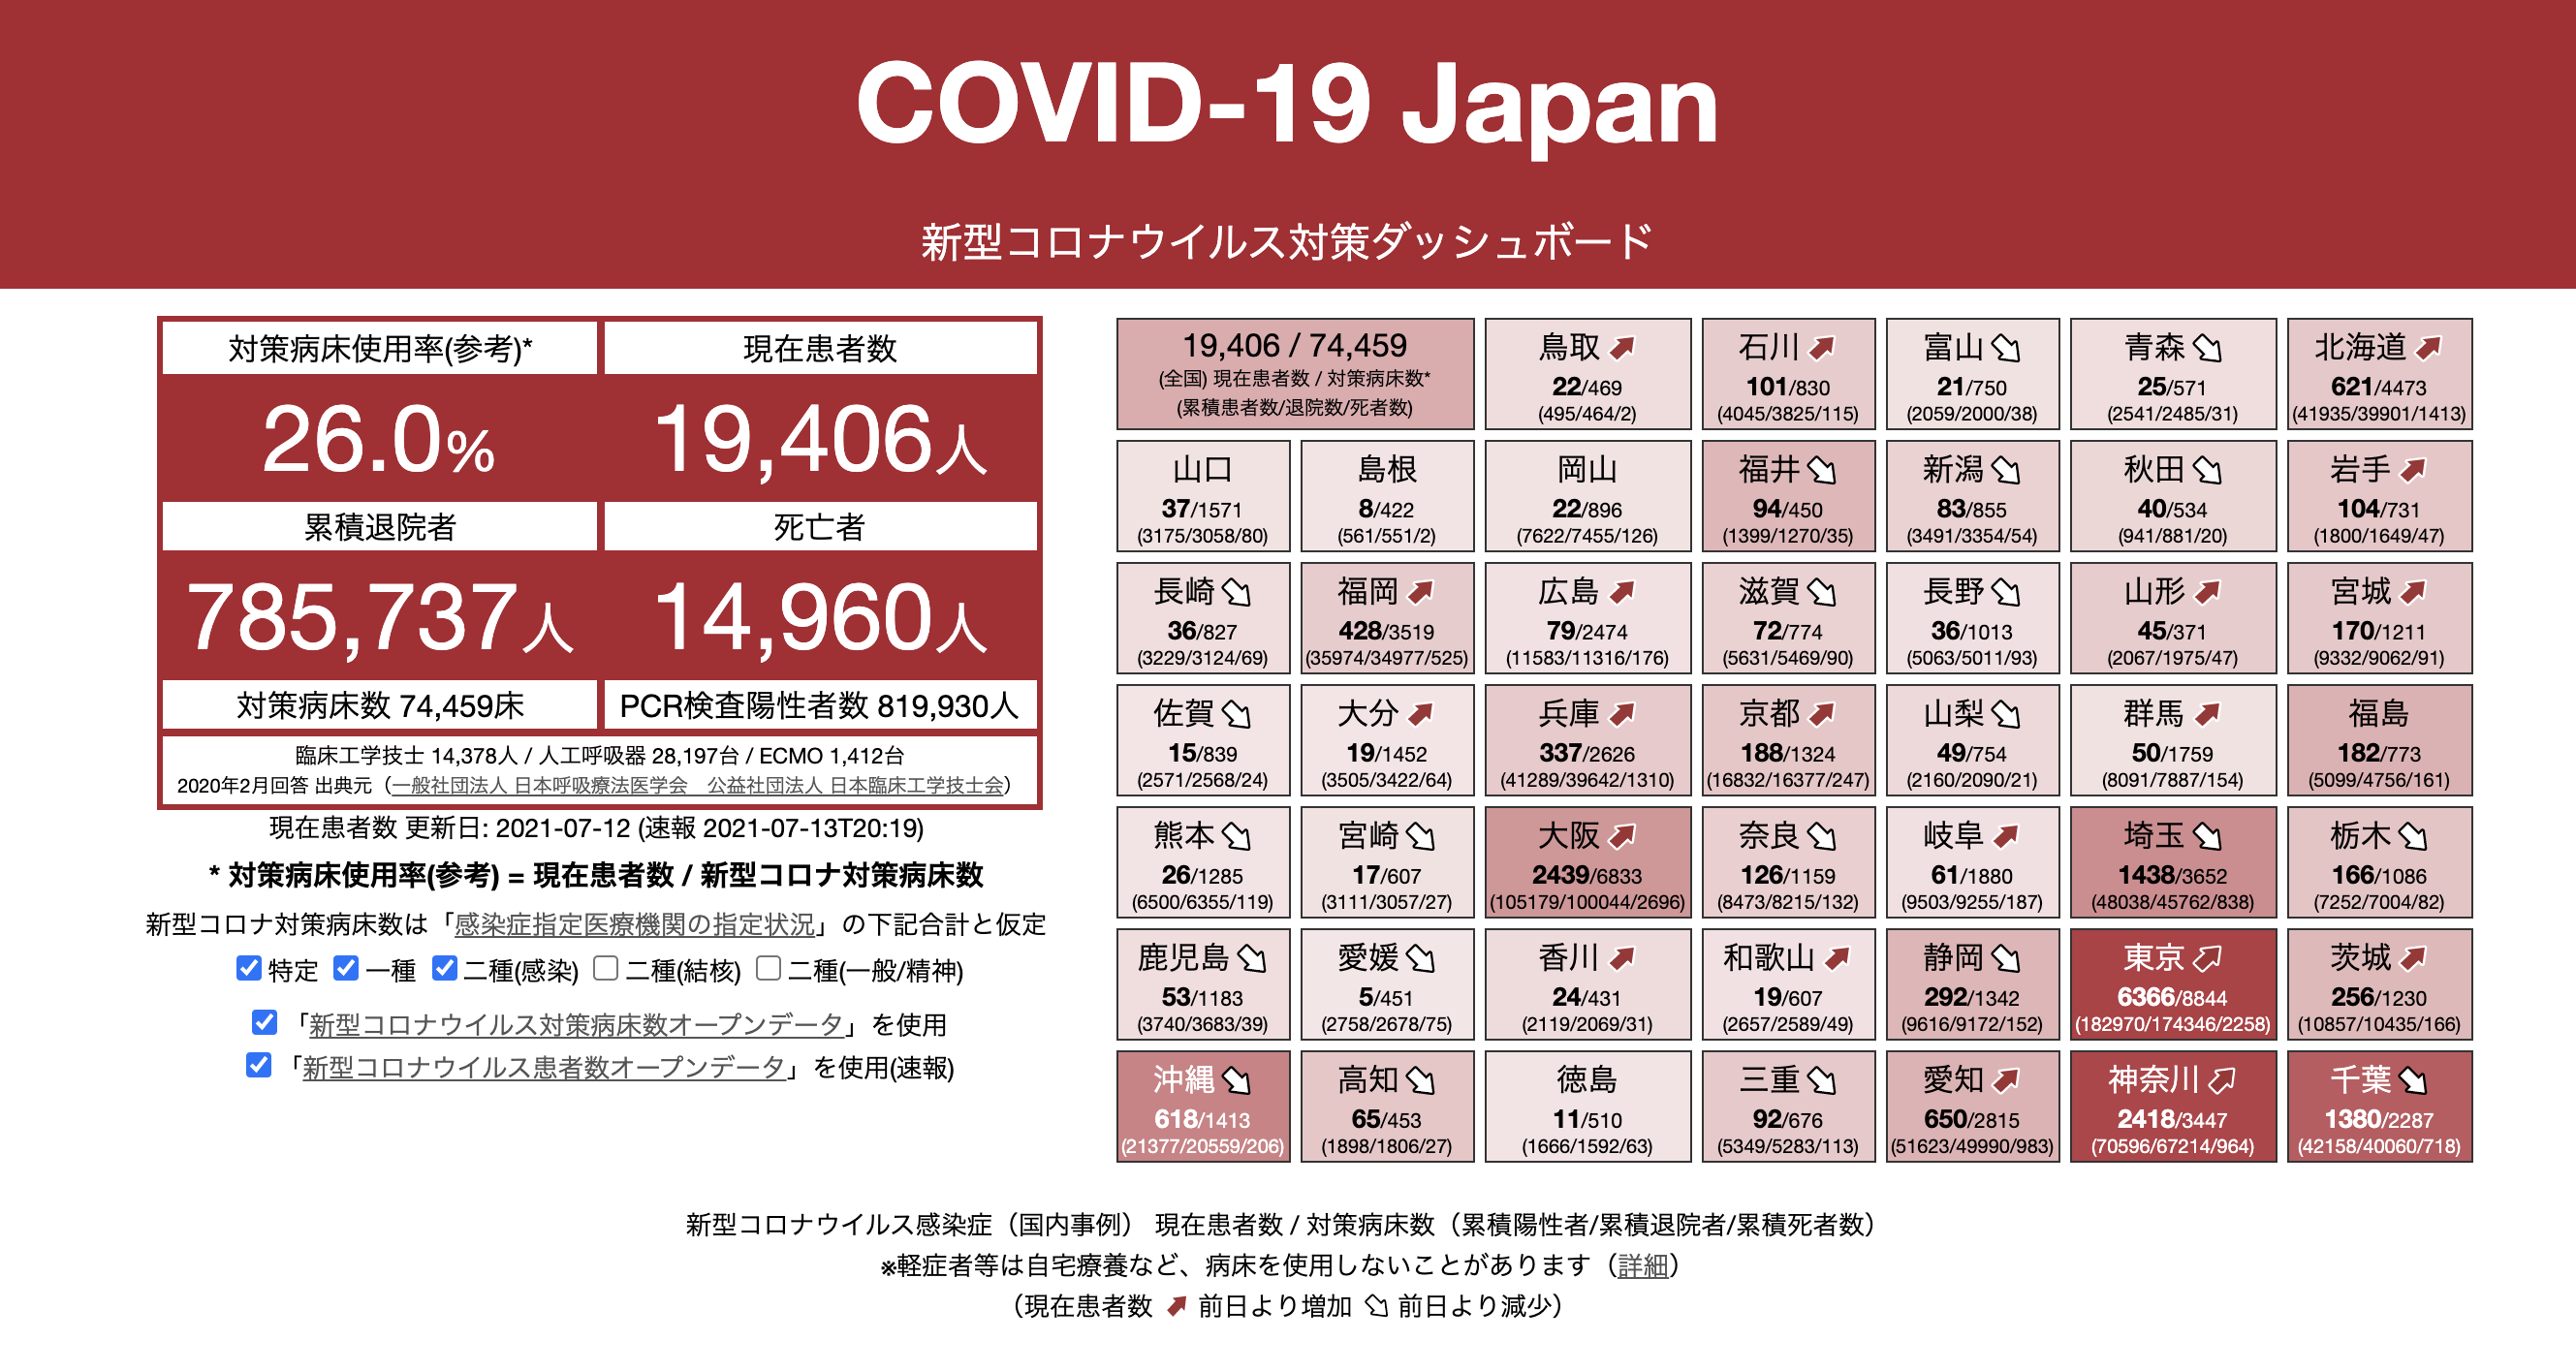 COVID-19 Japan
新型コロナウイルス対策ダッシュボード
対策病床使用率(参考)*
現在患者数
26.0%
19,406人
累積退院者
死亡者
785,737人
14,960人
対策病床数 74,459床
PCR検査陽性者数 819,930人
臨床工学技士 14,378人 / 人工呼吸器 28,197台 / ECMO 1,412台
2020年2月回答 出典元（一般社団法人 日本呼吸療法医学会　公益社団法人 日本臨床工学技士会）
現在患者数 更新日: 2021-07-12 (速報 2021-07-13T20:19)
* 対策病床使用率(参考) = 現在患者数 / 新型コロナ対策病床数
新型コロナ対策病床数は「感染症指定医療機関の指定状況」の下記合計と仮定
特定 一種 二種(感染) 二種(結核) 二種(一般/精神)
「新型コロナウイルス対策病床数オープンデータ」を使用
「新型コロナウイルス患者数オープンデータ」を使用(速報)
19,406 / 74,459
(全国) 現在患者数 / 対策病床数*
(累積患者数/退院数/死者数)
鳥取
22/469
(495/464/2)
石川
101/830
(4045/3825/115)
富山
21/750
(2059/2000/38)
青森
25/571
(2541/2485/31)
北海道
621/4473
(41935/39901/1413)
山口
37/1571
(3175/3058/80)
島根
8/422
(561/551/2)
岡山
22/896
(7622/7455/126)
福井
94/450
(1399/1270/35)
新潟
83/855
(3491/3354/54)
秋田
40/534
(941/881/20)
岩手
104/731
(1800/1649/47)
長崎
36/827
(3229/3124/69)
福岡
428/3519
(35974/34977/525)
広島
79/2474
(11583/11316/176)
滋賀
72/774
(5631/5469/90)
長野
36/1013
(5063/5011/93)
山形
45/371
(2067/1975/47)
宮城
170/1211
(9332/9062/91)
佐賀
15/839
(2571/2568/24)
大分
19/1452
(3505/3422/64)
兵庫
337/2626
(41289/39642/1310)
京都
188/1324
(16832/16377/247)
山梨
49/754
(2160/2090/21)
群馬
50/1759
(8091/7887/154)
福島
182/773
(5099/4756/161)
熊本
26/1285
(6500/6355/119)
宮崎
17/607
(3111/3057/27)
大阪
2439/6833
(105179/100044/2696)
奈良
126/1159
(8473/8215/132)
岐阜
61/1880
(9503/9255/187)
埼玉
1438/3652
(48038/45762/838)
栃木
166/1086
(7252/7004/82)
鹿児島
53/1183
(3740/3683/39)
愛媛
5/451
(2758/2678/75)
香川
24/431
(2119/2069/31)
和歌山
19/607
(2657/2589/49)
静岡
292/1342
(9616/9172/152)
東京
6366/8844
(182970/174346/2258)
茨城
256/1230
(10857/10435/166)
沖縄
618/1413
(21377/20559/206)
高知
65/453
(1898/1806/27)
徳島
11/510
(1666/1592/63)
三重
92/676
(5349/5283/113)
愛知
650/2815
(51623/49990/983)
神奈川
2418/3447
(70596/67214/964)
千葉
1380/2287
(42158/40060/718)
新型コロナウイルス感染症（国内事例） 現在患者数 / 対策病床数（累積陽性者/累積退院者/累積死者数）
※軽症者等は自宅療養など、病床を使用しないことがあります（詳細）
（現在患者数 前日より増加 前日より減少）